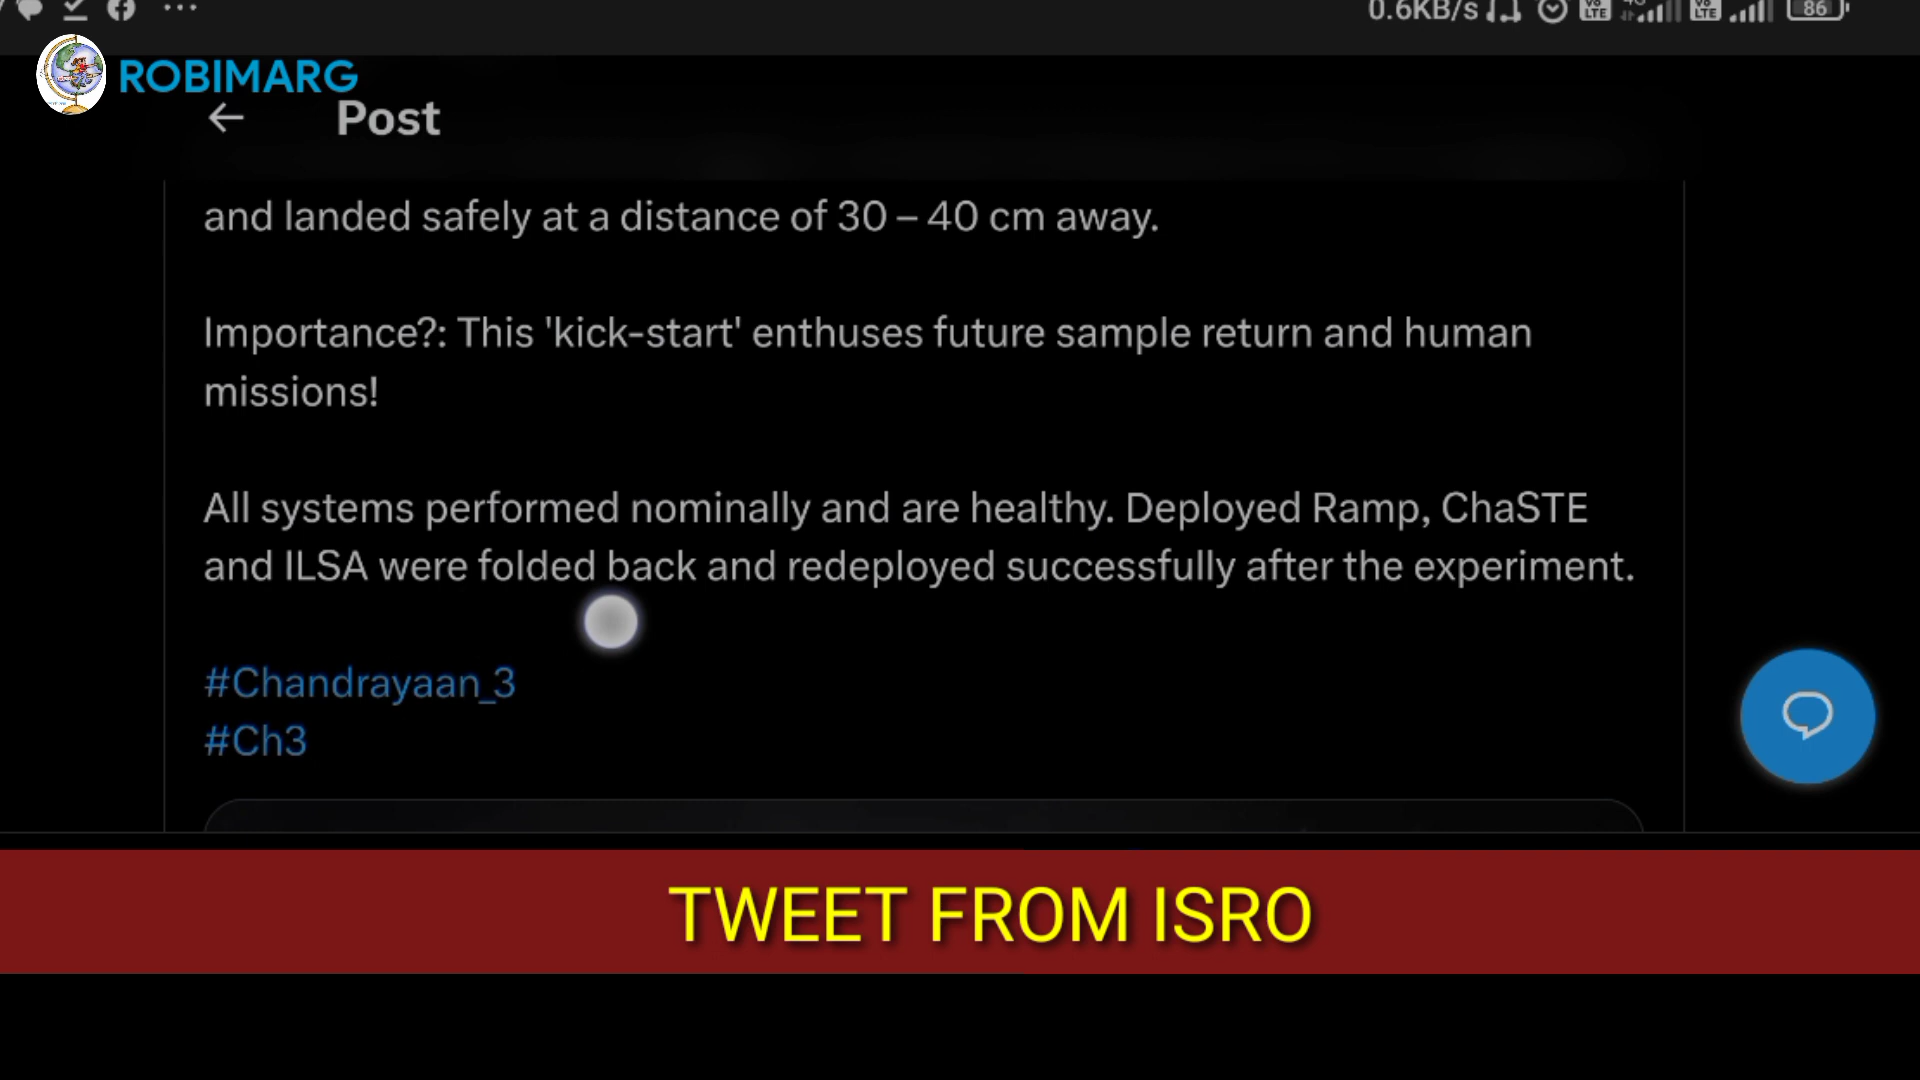 0.6KB/s
86
ROBIMARG
Post
and landed safely at a distance of 30 – 40 cm away.
Importance?: This 'kick-start' enthuses future sample return and human
missions!
All systems performed nominally and are healthy. Deployed Ramp, ChaSTE
and ILSA were folded back and redeployed successfully after the experiment.
#Chandrayaan_3
#Ch3
TWEET FROM ISRO